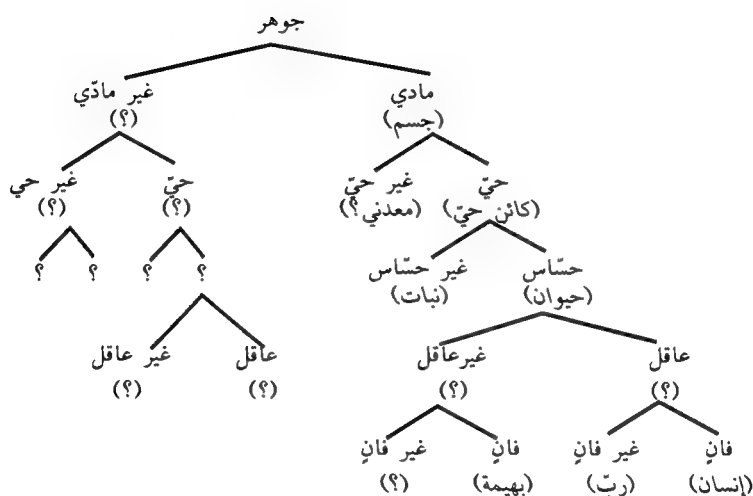 جوهر
مادي غير مادّي
(جسم) (؟)
حيّ غير حيّ حيّ غير حي
(كائن حيّ) (معدني؟) (؟) (؟)
حسّاس غير حسّاس ؟ ؟ ؟ ؟
(حيوان) (نبات)
عاقل غيرعاقل عاقل غير عاقل
(؟) (؟) (؟) (؟)
فانٍ غير فانٍ فانٍ غير فانٍ
(إنسان) (ربّ) (بهيمة) (؟)